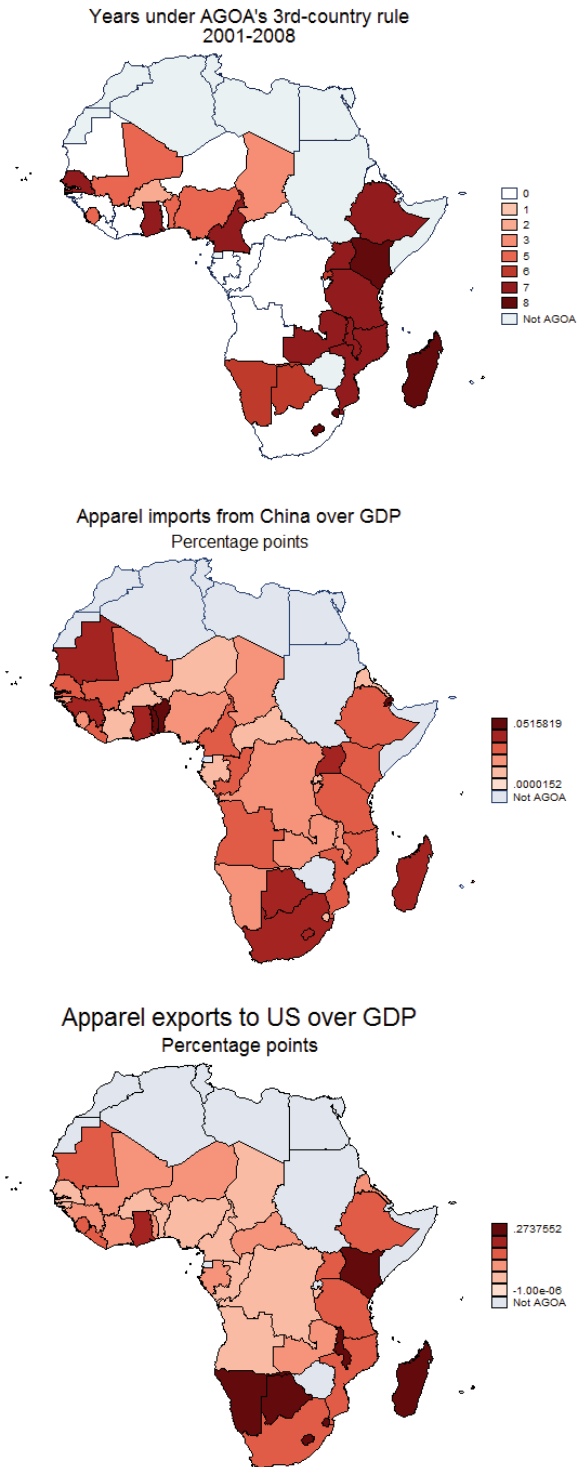 Years under AGOA's 3rd-country rule
2001-2008
0
1
2
3
5
6
7
8
Not AGOA
Apparel imports from China over GDP
Percentage points
.0515819
.0000152
Not AGOA
Apparel exports to US over GDP
Percentage points
.2737552
-1.00e-06
Not AGOA